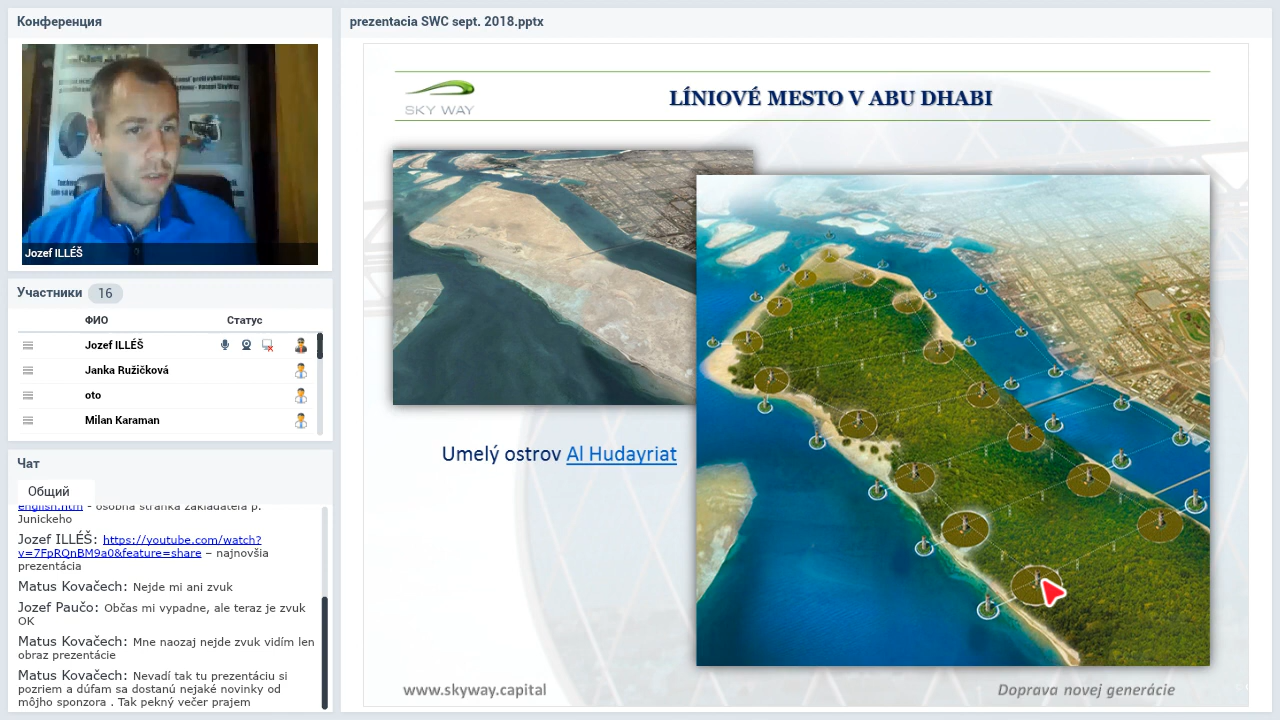 Конференция
Jozef ILLÉŠ
Участники 16
ФИО Статус
Jozef ILLÉŠ
Janka Ružičková
oto
Milan Karaman
Чат
Общий
english.htm - osobná stránka zakladateľa p.
Junickeho
Jozef ILLÉŠ: https://youtube.com/watch?
v=7FpRQnBM9a0&feature=share – najnovšia
prezentácia
Matus Kovačech: Nejde mi ani zvuk
Jozef Paučo: Občas mi vypadne, ale teraz je zvuk
OK
Matus Kovačech: Mne naozaj nejde zvuk vidím len
obraz prezentácie
Matus Kovačech: Nevadí tak tu prezentáciu si
pozriem a dúfam sa dostanú nejaké novinky od
môjho sponzora . Tak pekný večer prajem
prezentacia SWC sept. 2018.pptx
SKY WAY
LÍNIOVÉ MESTO V ABU DHABI
Umelý ostrov Al Hudayriat
www.skyway.capital
Doprava novej generácie